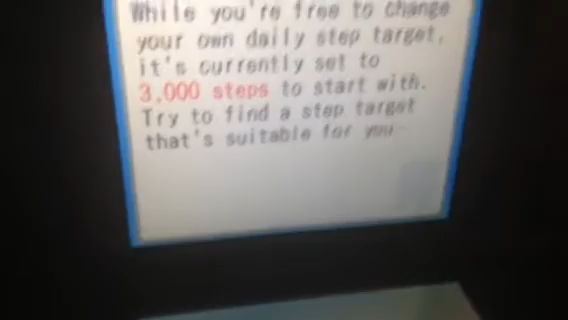 While you're free to change
your own daily step target,
it's currently set to
3,000 steps to start with.
Try to find a step target
that's suitable for you